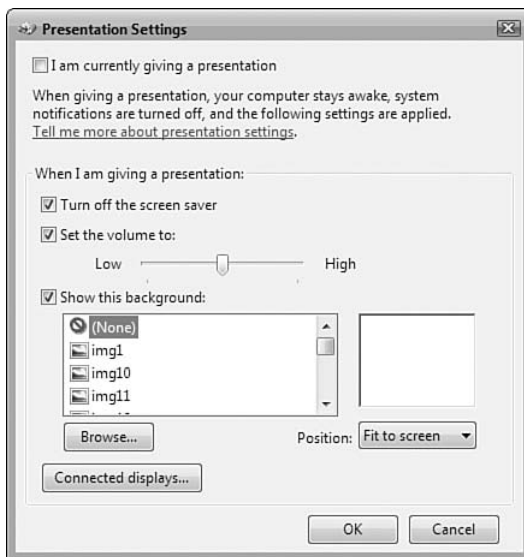 Presentation Settings
I am currently giving a presentation
When giving a presentation, your computer stays awake, system
notifications are turned off, and the following settings are applied.
Tell me more about presentation settings.
When I am giving a presentation:
Turn off the screen saver
Set the volume to:
Low High
Show this background:
(None)
img1
img10
img11
Browse...
Position: Fit to screen
Connected displays...
OK Cancel